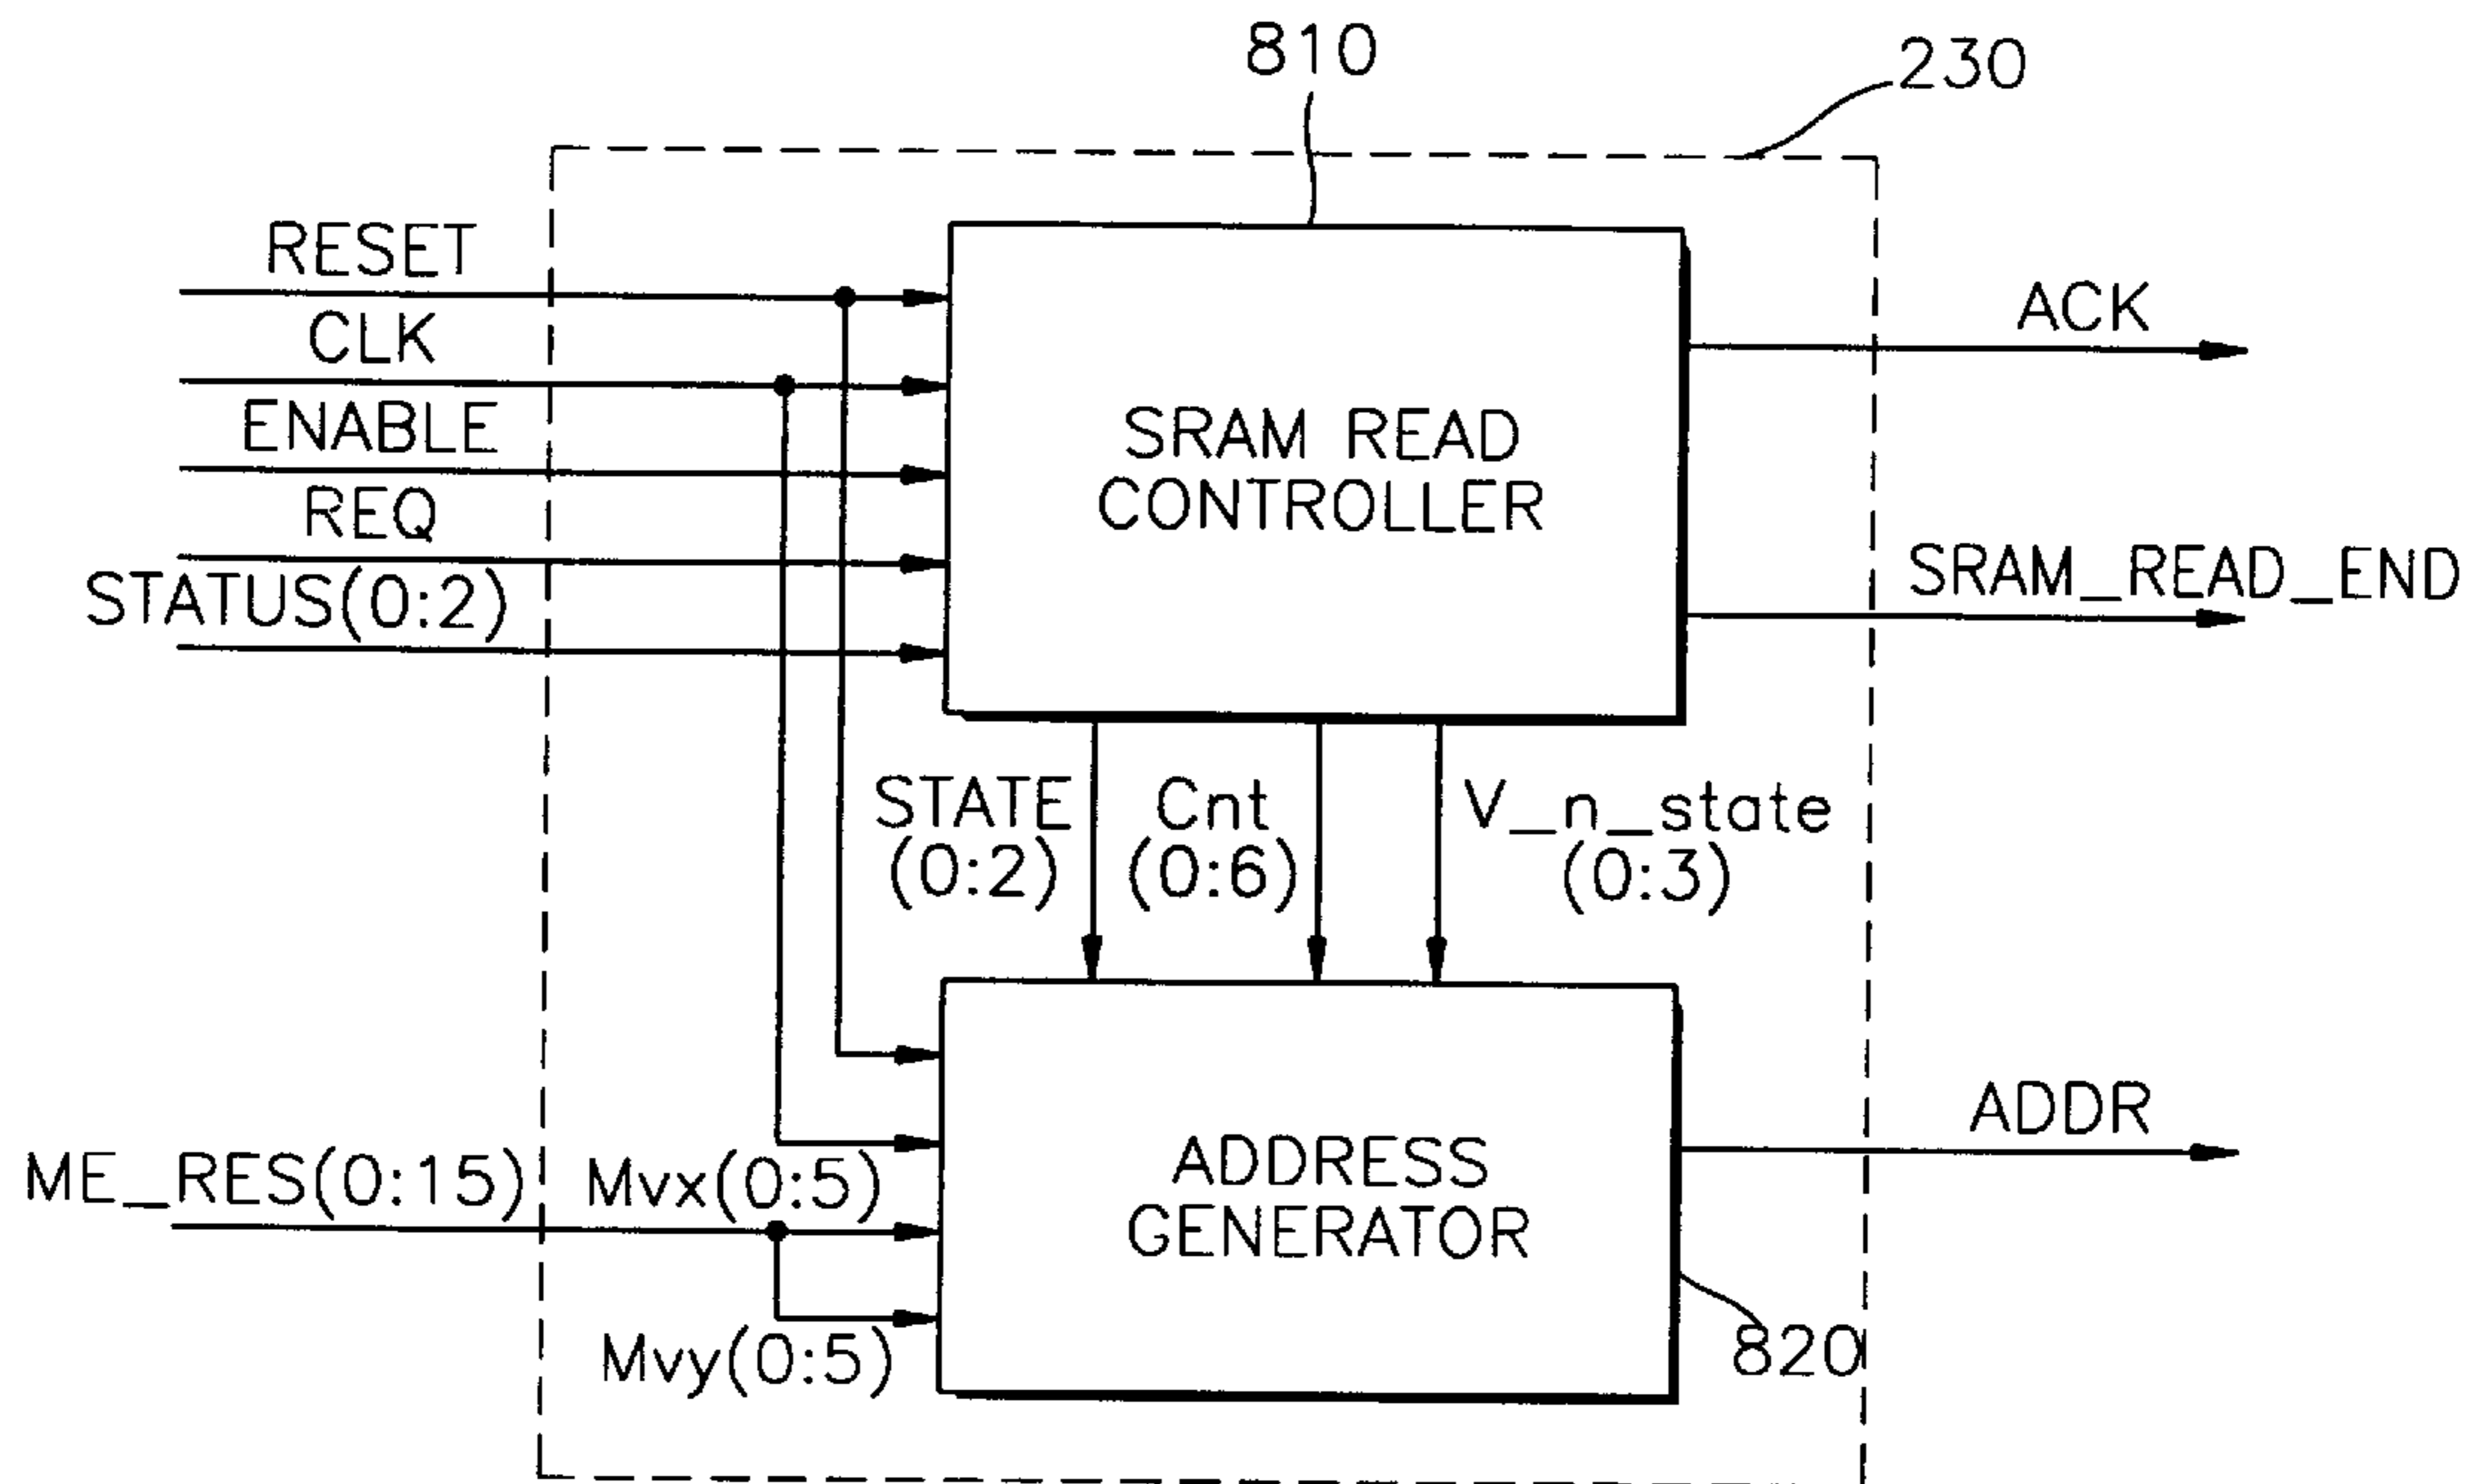 810
230
RESET
CLK
ENABLE
REQ
STATUS(0:2)
SRAM READ
CONTROLLER
ACK
SRAM_READ_END
STATE
(0:2)
Cnt
(0:6)
V_n_state
(0:3)
ME_RES(0:15)
Mvx(0:5)
Mvy(0:5)
ADDRESS
GENERATOR
ADDR
820